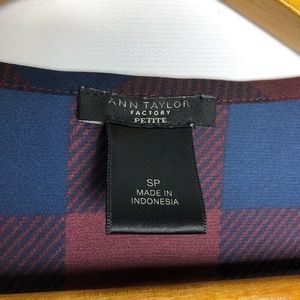 ANN TAYLOR
FACTORY
PETITE
SP
MADE IN
INDONESIA